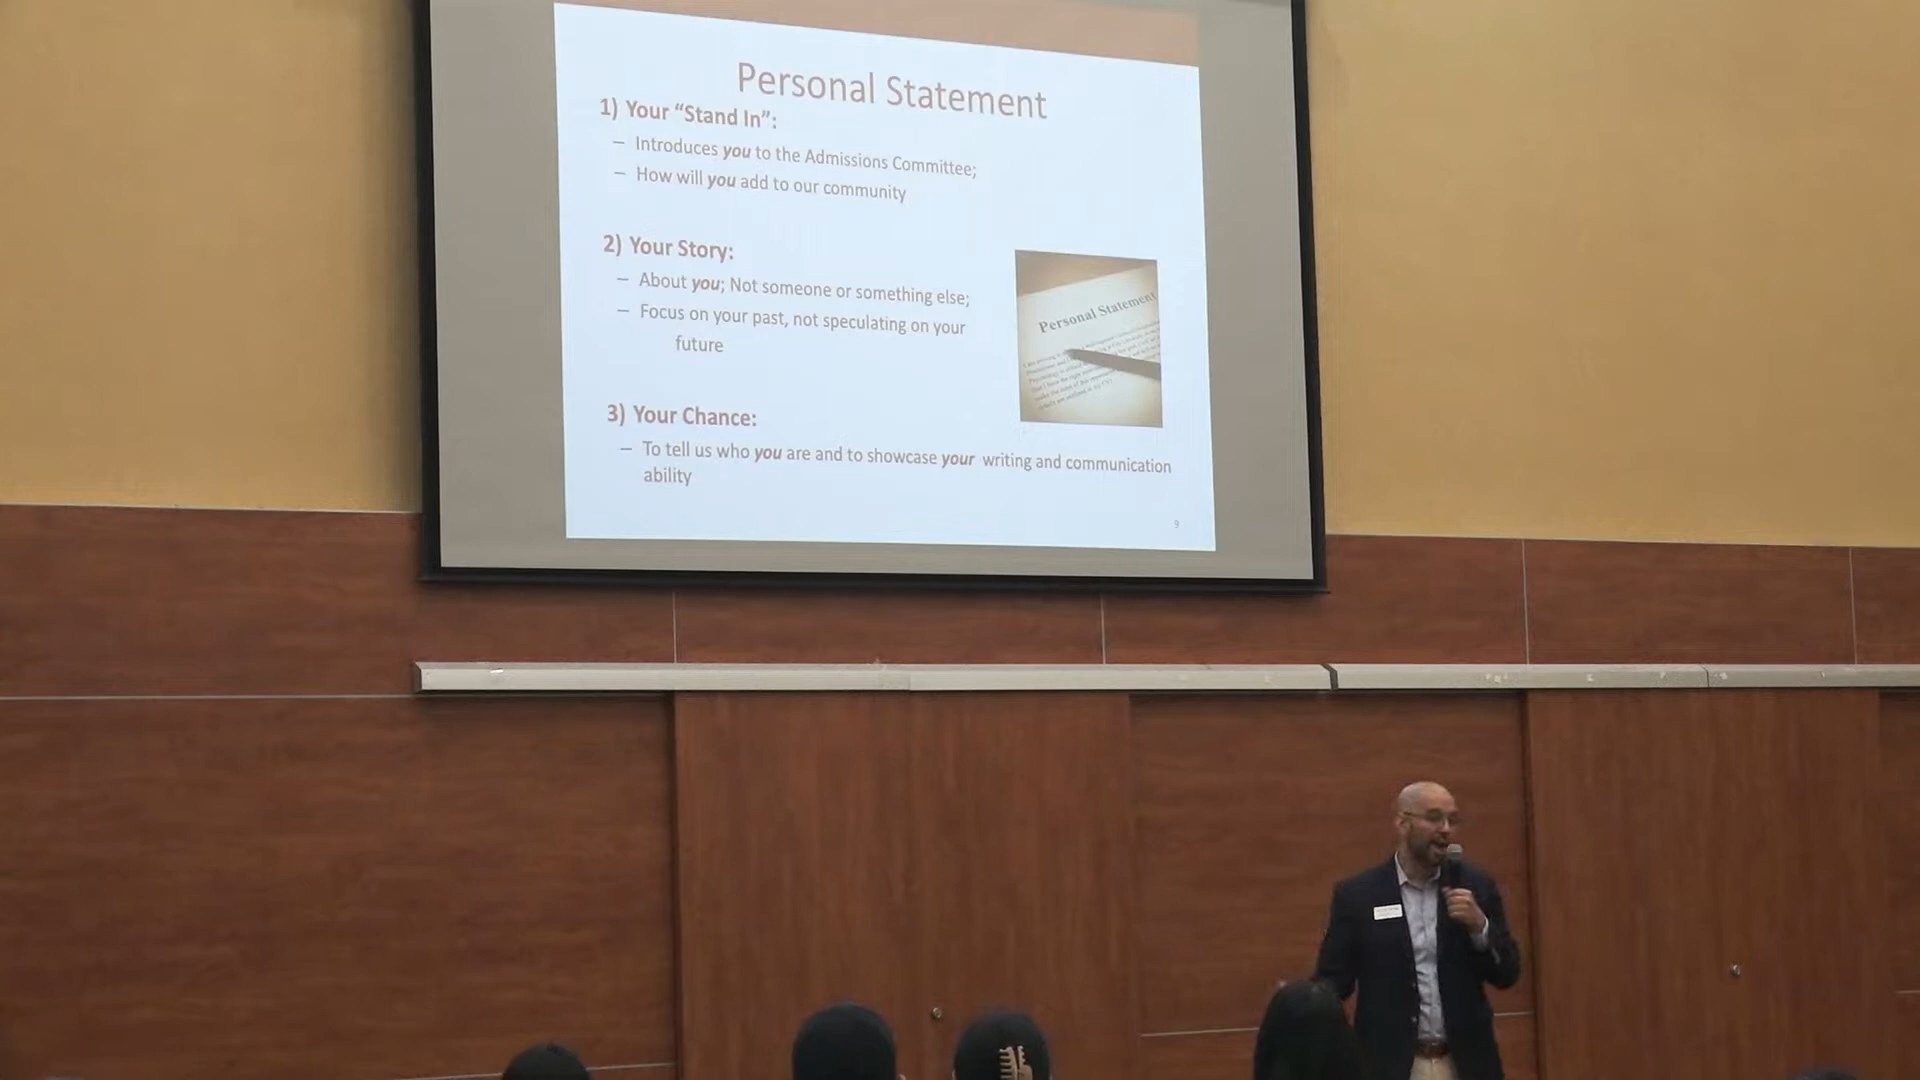 Personal Statement
1) Your “Stand In”:
– Introduces you to the Admissions Committee;
– How will you add to our community
2) Your Story:
– About you; Not someone or something else;
– Focus on your past, not speculating on your
future
Personal Statement
3) Your Chance:
– To tell us who you are and to showcase your writing and communication
ability
9